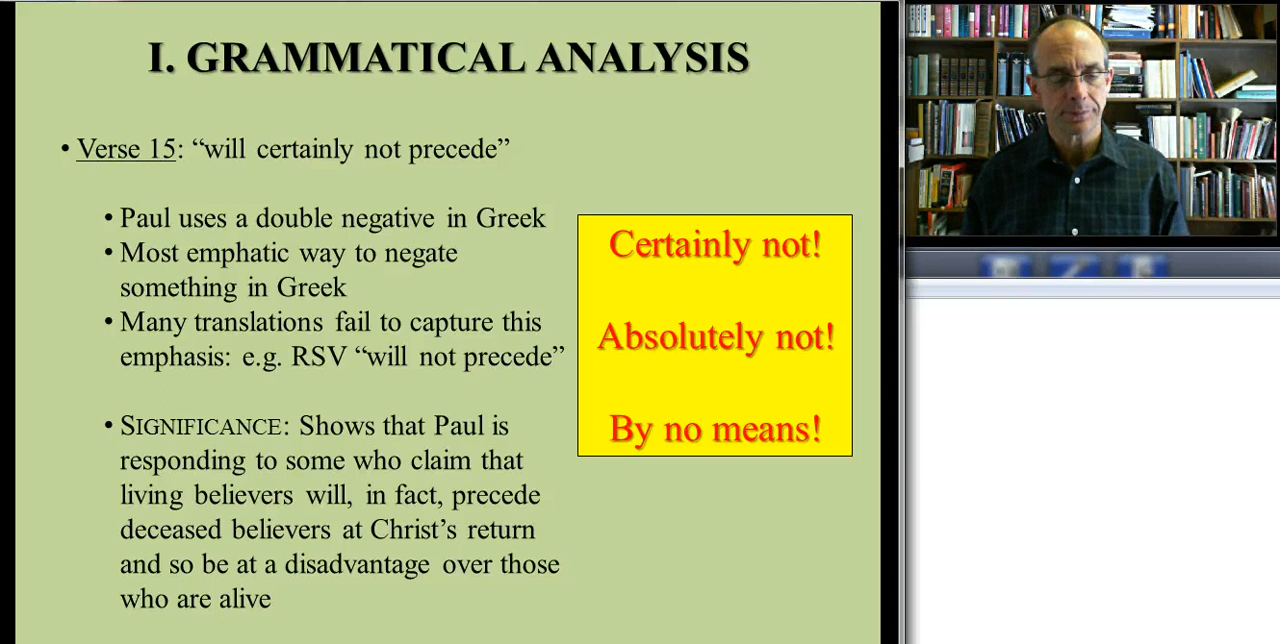 I. GRAMMATICAL ANALYSIS
• Verse 15: “will certainly not precede”
• Paul uses a double negative in Greek
• Most emphatic way to negate
something in Greek
• Many translations fail to capture this
emphasis: e.g. RSV “will not precede”
• SIGNIFICANCE: Shows that Paul is
responding to some who claim that
living believers will, in fact, precede
deceased believers at Christ’s return
and so be at a disadvantage over those
who are alive
Certainly not!
Absolutely not!
By no means!